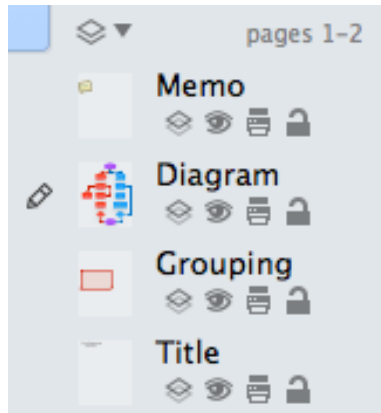 pages 1–2
Memo
Diagram
Grouping
Title